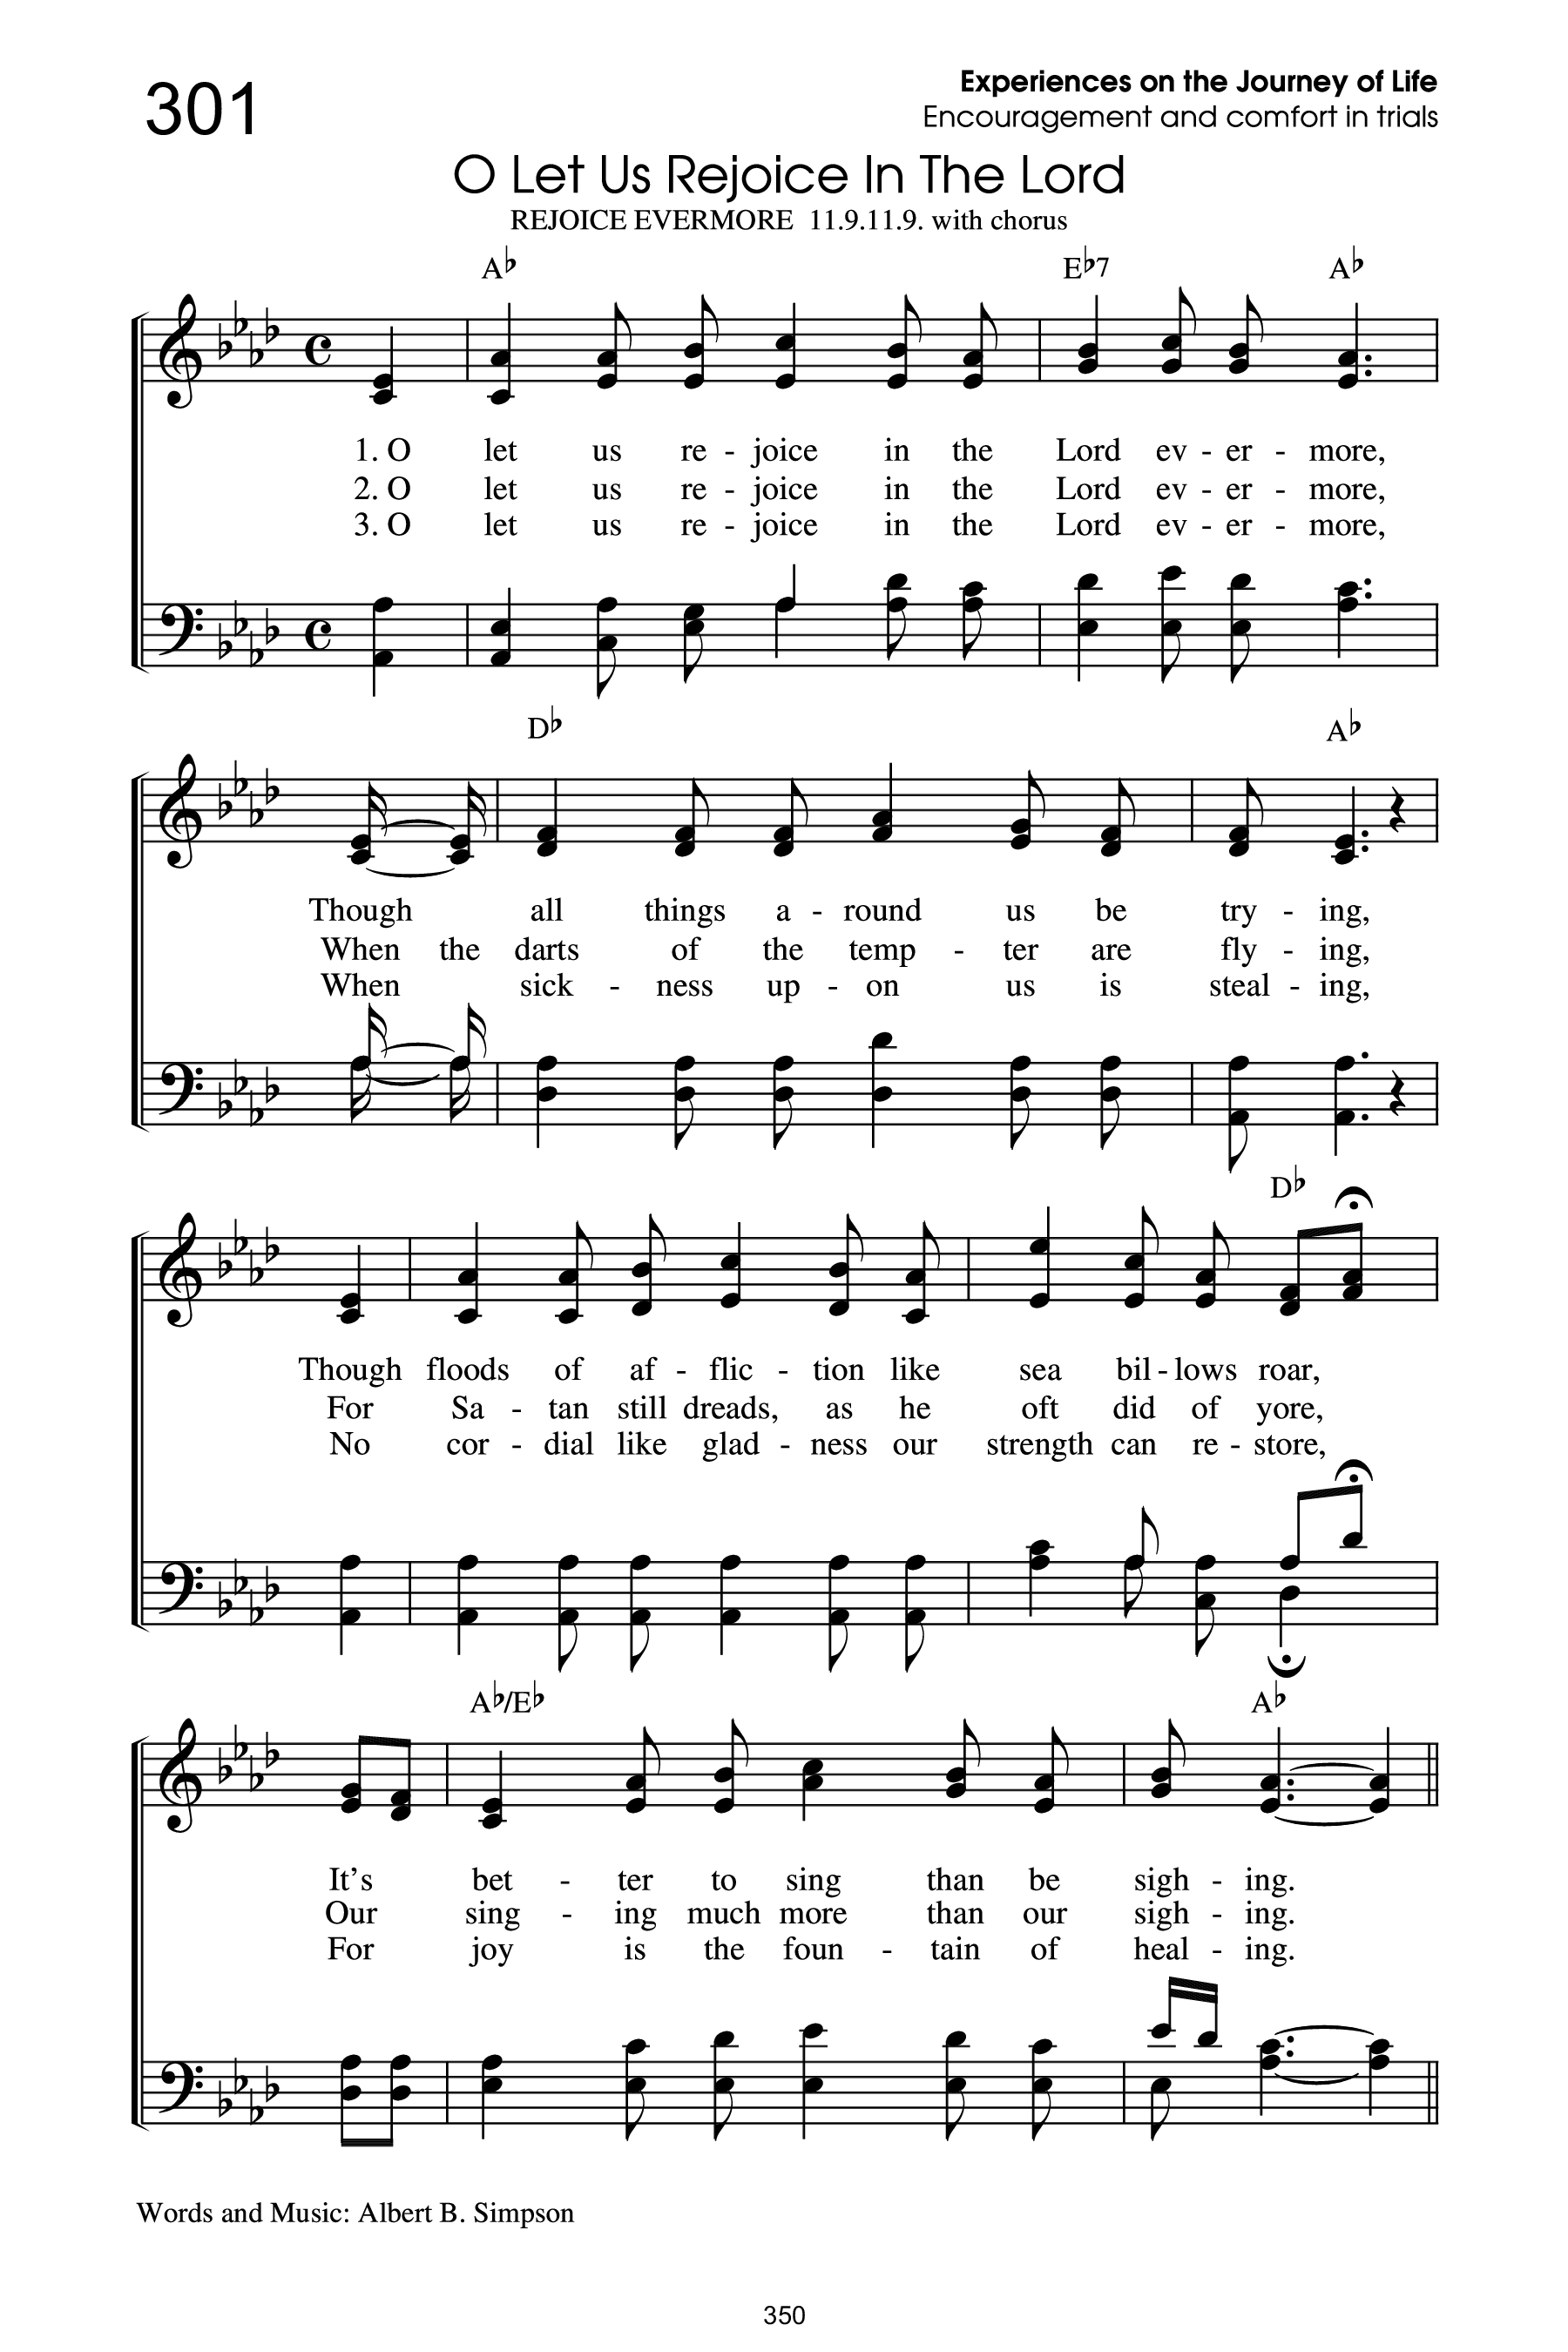 301
Experiences on the Journey of Life
Encouragement and comfort in trials
O Let Us Rejoice In The Lord
REJOICE EVERMORE 11.9.11.9. with chorus
A♭ E♭7 A♭
1. O let us re - joice in the Lord ev - er - more,
2. O let us re - joice in the Lord ev - er - more,
3. O let us re - joice in the Lord ev - er - more,
D♭ A♭
Though all things a - round us be try - ing,
When the darts of the temp - ter are fly - ing,
When sick - ness up - on us is steal - ing,
D♭
Though floods of af - flic - tion like sea bil - lows roar,
For Sa - tan still dreads, as he oft did of yore,
No cor - dial like glad - ness our strength can re - store,
A♭/E♭ A♭
It's bet - ter to sing than be sigh - ing.
Our sing - ing much more than our sigh - ing.
For joy is the foun - tain of heal - ing.
Words and Music: Albert B. Simpson
350